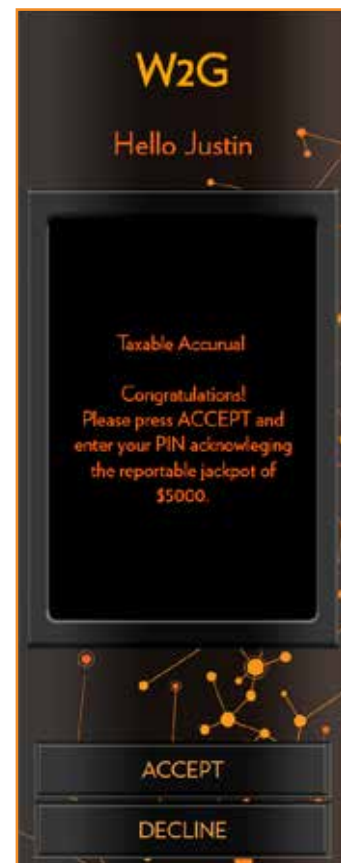 W2G
Hello Justin
Taxable Accurual
Congratulations!
Please press ACCEPT and
enter your PIN acknowleging
the reportable jackpot of
$5000.
ACCEPT
DECLINE